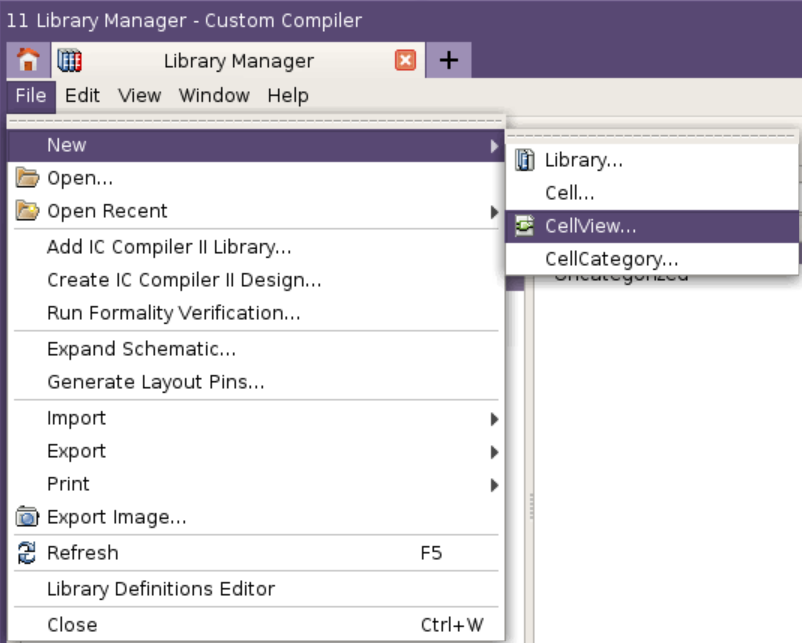 11 Library Manager - Custom Compiler
Library Manager
File Edit View Window Help
New
Library...
Open...
Cell...
Open Recent
CellView...
Add IC Compiler II Library...
CellCategory...
Create IC Compiler II Design...
Uncategorized
Run Formality Verification...
Expand Schematic...
Generate Layout Pins...
Import
Export
Print
Export Image...
Refresh F5
Library Definitions Editor
Close Ctrl+W